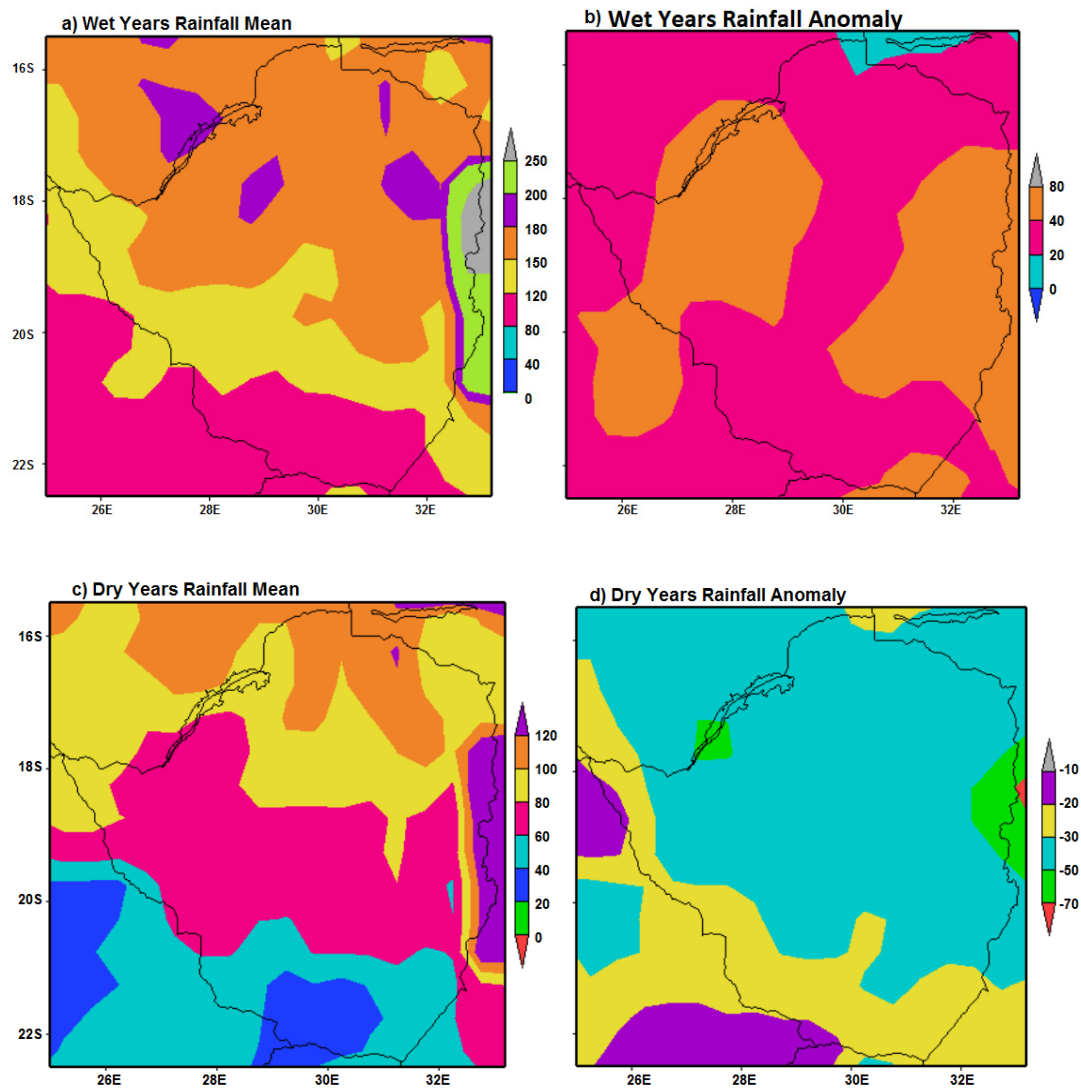 a) Wet Years Rainfall Mean
b) Wet Years Rainfall Anomaly
16S
18S
20S
22S
26E 28E 30E 32E
250
200
180
150
120
80
40
0
26E 28E 30E 32E
80
40
20
0
c) Dry Years Rainfall Mean
d) Dry Years Rainfall Anomaly
16S
18S
20S
22S
26E 28E 30E 32E
120
100
80
60
40
20
0
26E 28E 30E 32E
-10
-20
-30
-50
-70